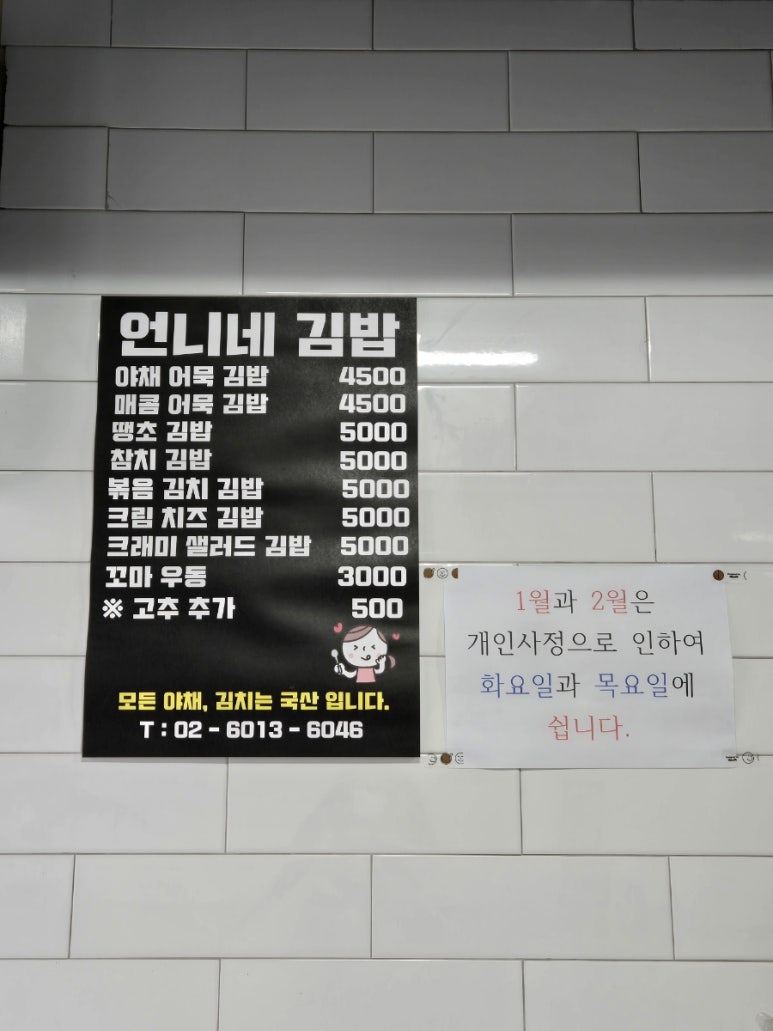 언니네 김밥
야채 어묵 김밥 4500
매콤 어묵 김밥 4500
땡초 김밥 5000
참치 김밥 5000
볶음 김치 김밥 5000
크림 치즈 김밥 5000
크래미 샐러드 김밥 5000
꼬마 우동 3000
※ 고추 추가 500
모든 야채, 김치는 국산 입니다.
T : 02 - 6013 - 6046
1월과 2월은
개인사정으로 인하여
화요일과 목요일에
쉽니다.